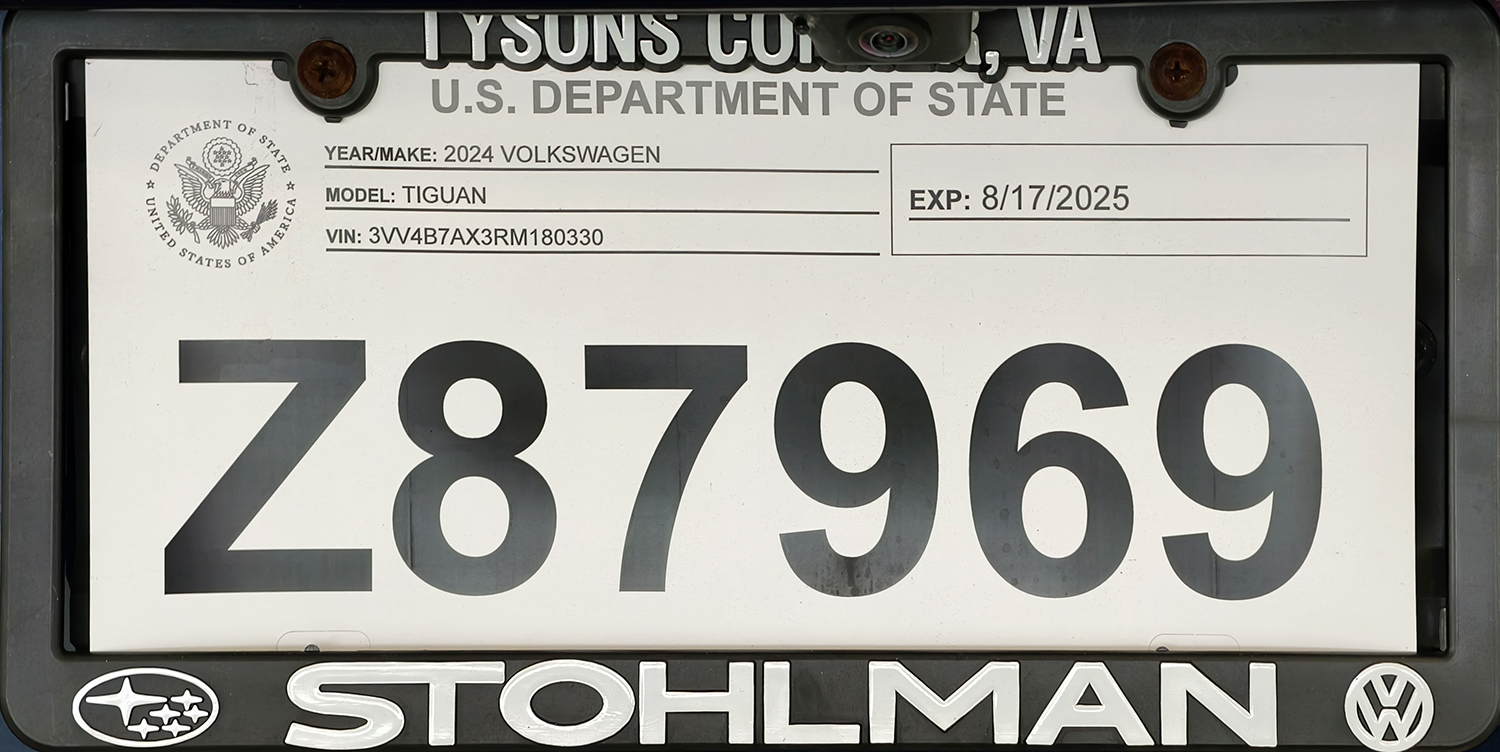 TYSONS CORNER, VA
U.S. DEPARTMENT OF STATE
DEPARTMENT OF STATE
UNITED STATES OF AMERICA
YEAR/MAKE: 2024 VOLKSWAGEN
MODEL: TIGUAN
VIN: 3VV4B7AX3RM180330
EXP: 8/17/2025
Z87969
STOHLMAN